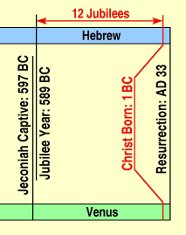 12 Jubilees
Hebrew
Jeconiah Captive: 597 BC
Jubilee Year: 589 BC
Christ Born: 1 BC
Resurrection: AD 33
Venus